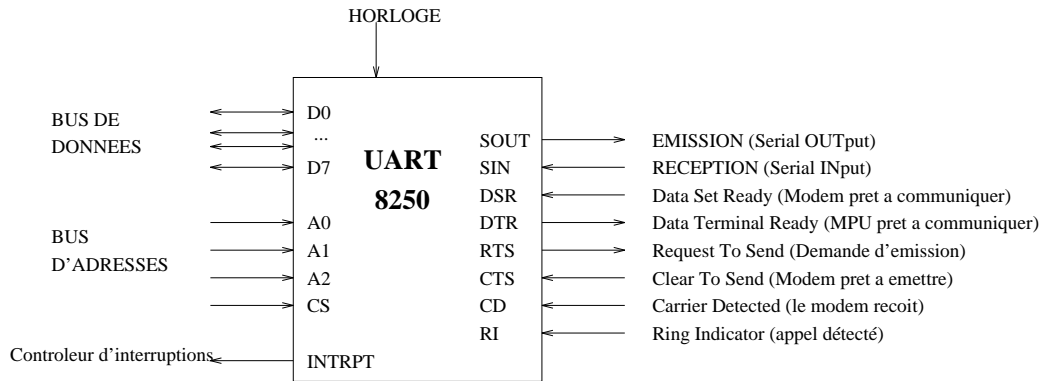 HORLOGE
BUS DE
DONNEES
D0
...
D7
UART
8250
BUS
D'ADRESSES
A0
A1
A2
CS
Controleur d'interruptions
INTRPT
SOUT EMISSION (Serial OUTput)
SIN RECEPTION (Serial INput)
DSR Data Set Ready (Modem pret a communiquer)
DTR Data Terminal Ready (MPU pret a communiquer)
RTS Request To Send (Demande d'emission)
CTS Clear To Send (Modem pret a emettre)
CD Carrier Detected (le modem recoit)
RI Ring Indicator (appel détecté)